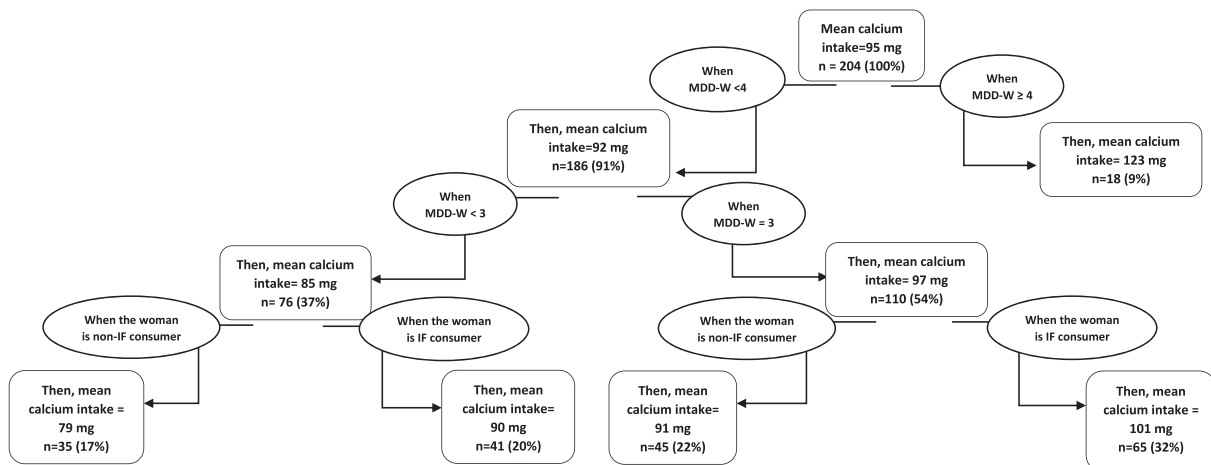 Mean calcium
intake=95 mg
n = 204 (100%)
When
MDD-W <4
When
MDD-W ≥ 4
Then, mean calcium
intake=92 mg
n=186 (91%)
Then, mean calcium
intake= 123 mg
n=18 (9%)
When
MDD-W < 3
When
MDD-W = 3
Then, mean calcium
intake= 85 mg
n= 76 (37%)
Then, mean calcium
intake= 97 mg
n=110 (54%)
When the woman
is non-IF consumer
When the woman
is IF consumer
When the woman
is non-IF consumer
When the woman
is IF consumer
Then, mean
calcium intake =
79 mg
n=35 (17%)
Then, mean
calcium intake=
90 mg
n=41 (20%)
Then, mean
calcium intake=
91 mg
n=45 (22%)
Then, mean
calcium intake =
101 mg
n=65 (32%)